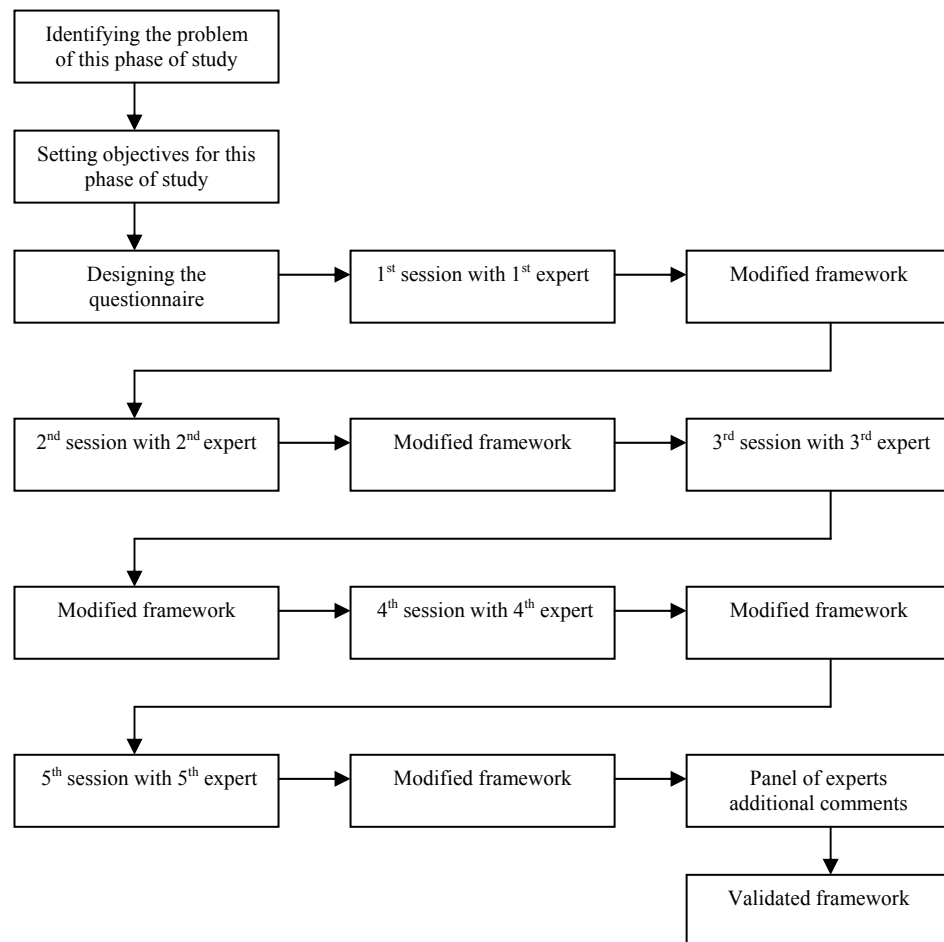 Identifying the problem
of this phase of study
Setting objectives for this
phase of study
Designing the
questionnaire
1st session with 1st expert
Modified framework
2nd session with 2nd expert
Modified framework
3rd session with 3rd expert
Modified framework
4th session with 4th expert
Modified framework
5th session with 5th expert
Modified framework
Panel of experts
additional comments
Validated framework